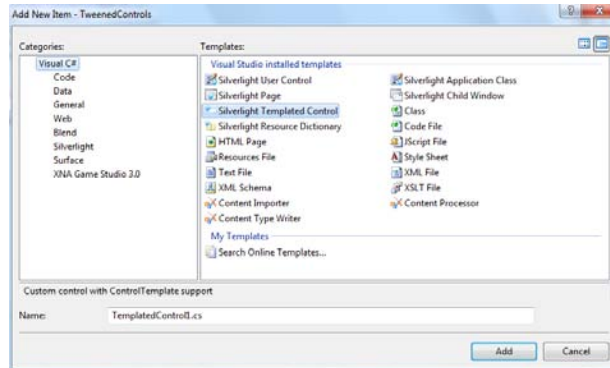 Add New Item - TweenedControls
Categories:
Templates:
Visual C#
Code
Data
General
Web
Blend
Silverlight
Surface
XNA Game Studio 3.0
Visual Studio installed templates
Silverlight User Control
Silverlight Application Class
Silverlight Page
Silverlight Child Window
Silverlight Templated Control
Class
Silverlight Resource Dictionary
Code File
HTML Page
JScript File
Resources File
Style Sheet
Text File
XML File
XML Schema
XSLT File
Content Importer
Content Processor
Content Type Writer
My Templates
Search Online Templates...
Custom control with ControlTemplate support
Name:
TemplatedControl1.cs
Add
Cancel